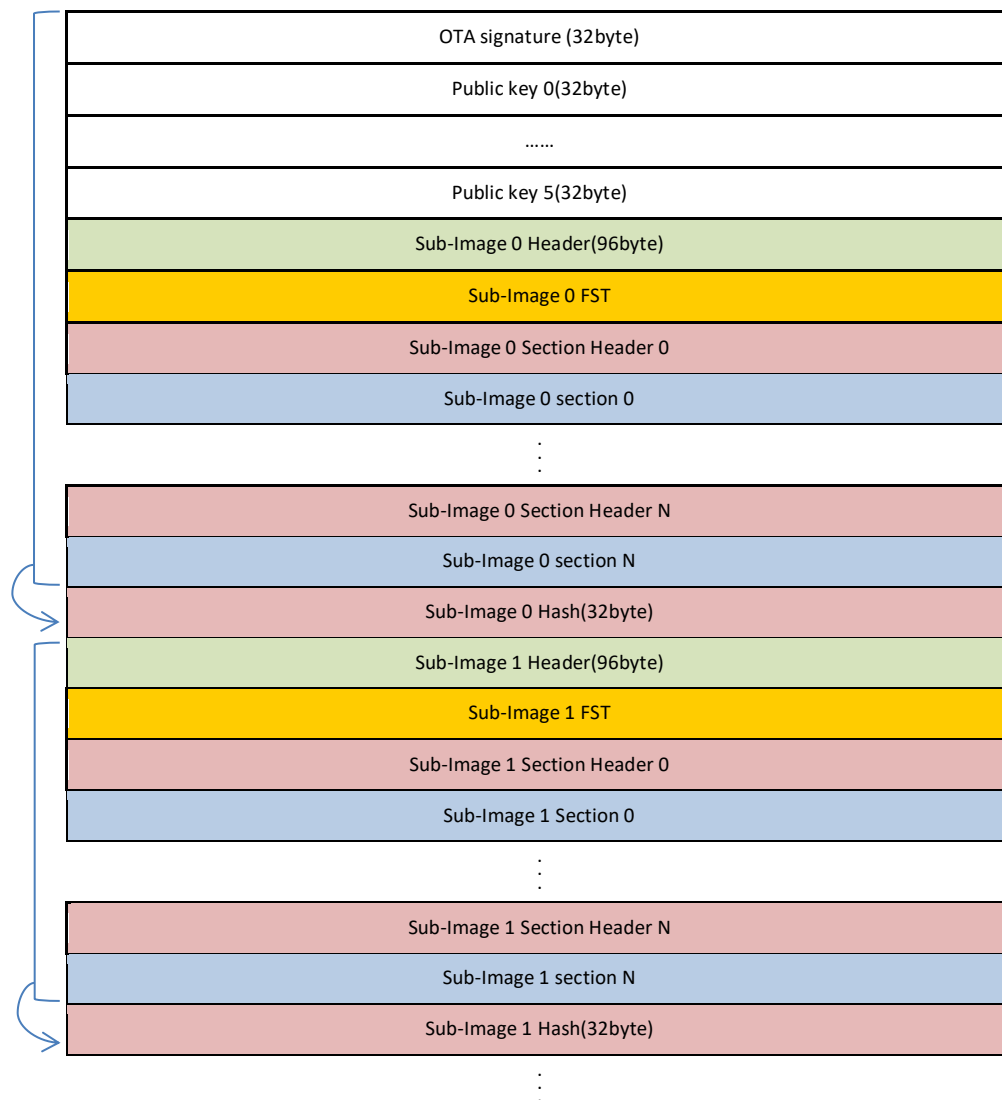 OTA signature (32byte)
Public key 0(32byte)
......
Public key 5(32byte)
Sub-Image 0 Header(96byte)
Sub-Image 0 FST
Sub-Image 0 Section Header 0
Sub-Image 0 section 0
.
.
.
Sub-Image 0 Section Header N
Sub-Image 0 section N
Sub-Image 0 Hash(32byte)
Sub-Image 1 Header(96byte)
Sub-Image 1 FST
Sub-Image 1 Section Header 0
Sub-Image 1 Section 0
.
.
.
Sub-Image 1 Section Header N
Sub-Image 1 section N
Sub-Image 1 Hash(32byte)
.
.
.